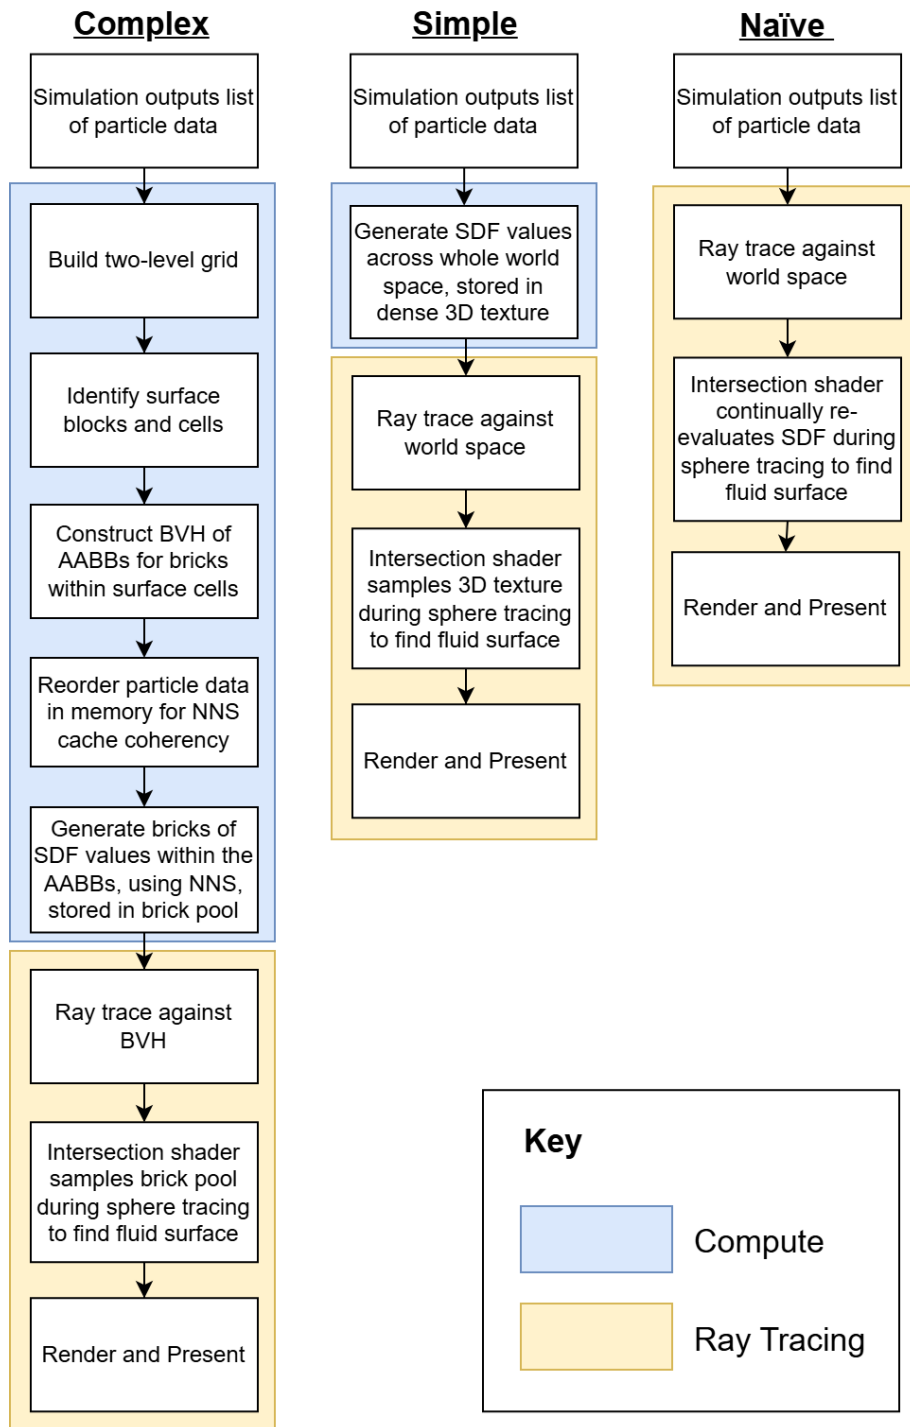 Complex
Simulation outputs list
of particle data
Build two-level grid
Identify surface
blocks and cells
Construct BVH of
AABBs for bricks
within surface cells
Reorder particle data
in memory for NNS
cache coherency
Generate bricks of
SDF values within the
AABBs, using NNS,
stored in brick pool
Ray trace against
BVH
Intersection shader
samples brick pool
during sphere tracing
to find fluid surface
Render and Present
Simple
Simulation outputs list
of particle data
Generate SDF values
across whole world
space, stored in
dense 3D texture
Ray trace against
world space
Intersection shader
samples 3D texture
during sphere tracing
to find fluid surface
Render and Present
Naïve
Simulation outputs list
of particle data
Ray trace against
world space
Intersection shader
continually re-
evaluates SDF during
sphere tracing to find
fluid surface
Render and Present
Key
Compute
Ray Tracing